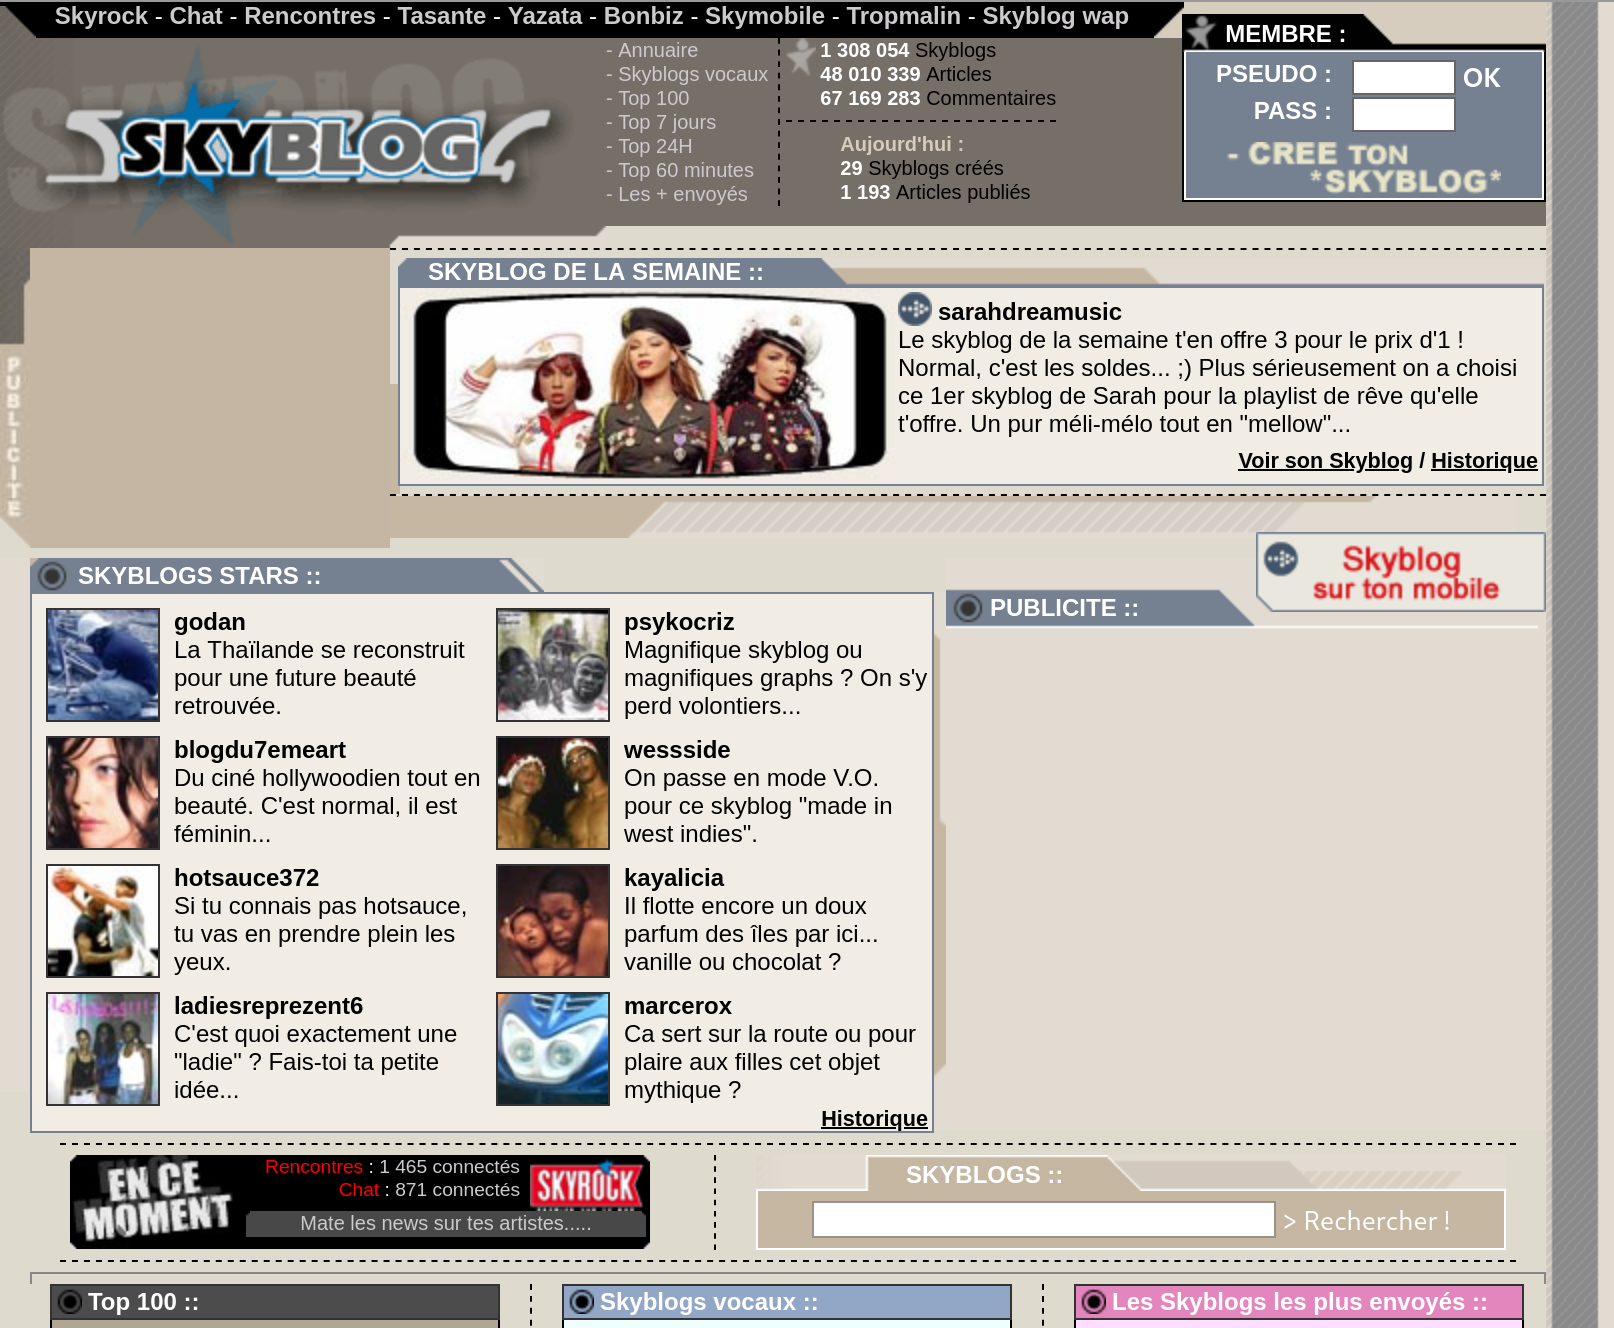 Skyrock - Chat - Rencontres - Tasante - Yazata - Bonbiz - Skymobile - Tropmalin - Skyblog wap
SKYBLOG
- Annuaire
- Skyblogs vocaux
- Top 100
- Top 7 jours
- Top 24H
- Top 60 minutes
- Les + envoyés
1 308 054 Skyblogs
48 010 339 Articles
67 169 283 Commentaires
Aujourd'hui :
29 Skyblogs créés
1 193 Articles publiés
MEMBRE :
PSEUDO :
OK
PASS :
- CREE TON
*SKYBLOG*
PUBLICITE
SKYBLOG DE LA SEMAINE ::
sarahdreamusic
Le skyblog de la semaine t'en offre 3 pour le prix d'1 !
Normal, c'est les soldes... ;) Plus sérieusement on a choisi
ce 1er skyblog de Sarah pour la playlist de rêve qu'elle
t'offre. Un pur méli-mélo tout en "mellow"...
Voir son Skyblog / Historique
Skyblog
sur ton mobile
SKYBLOGS STARS ::
godan
La Thaïlande se reconstruit
pour une future beauté
retrouvée.
psykocriz
Magnifique skyblog ou
magnifiques graphs ? On s'y
perd volontiers...
blogdu7emeart
Du ciné hollywoodien tout en
beauté. C'est normal, il est
féminin...
wessside
On passe en mode V.O.
pour ce skyblog "made in
west indies".
hotsauce372
Si tu connais pas hotsauce,
tu vas en prendre plein les
yeux.
kayalicia
Il flotte encore un doux
parfum des îles par ici...
vanille ou chocolat ?
ladiesreprezent6
C'est quoi exactement une
"ladie" ? Fais-toi ta petite
idée...
marcerox
Ca sert sur la route ou pour
plaire aux filles cet objet
mythique ?
Historique
PUBLICITE ::
EN CE
MOMENT
Rencontres : 1 465 connectés
Chat : 871 connectés
SKYROCK
Mate les news sur tes artistes.....
SKYBLOGS ::
> Rechercher !
Top 100 ::
Skyblogs vocaux ::
Les Skyblogs les plus envoyés ::